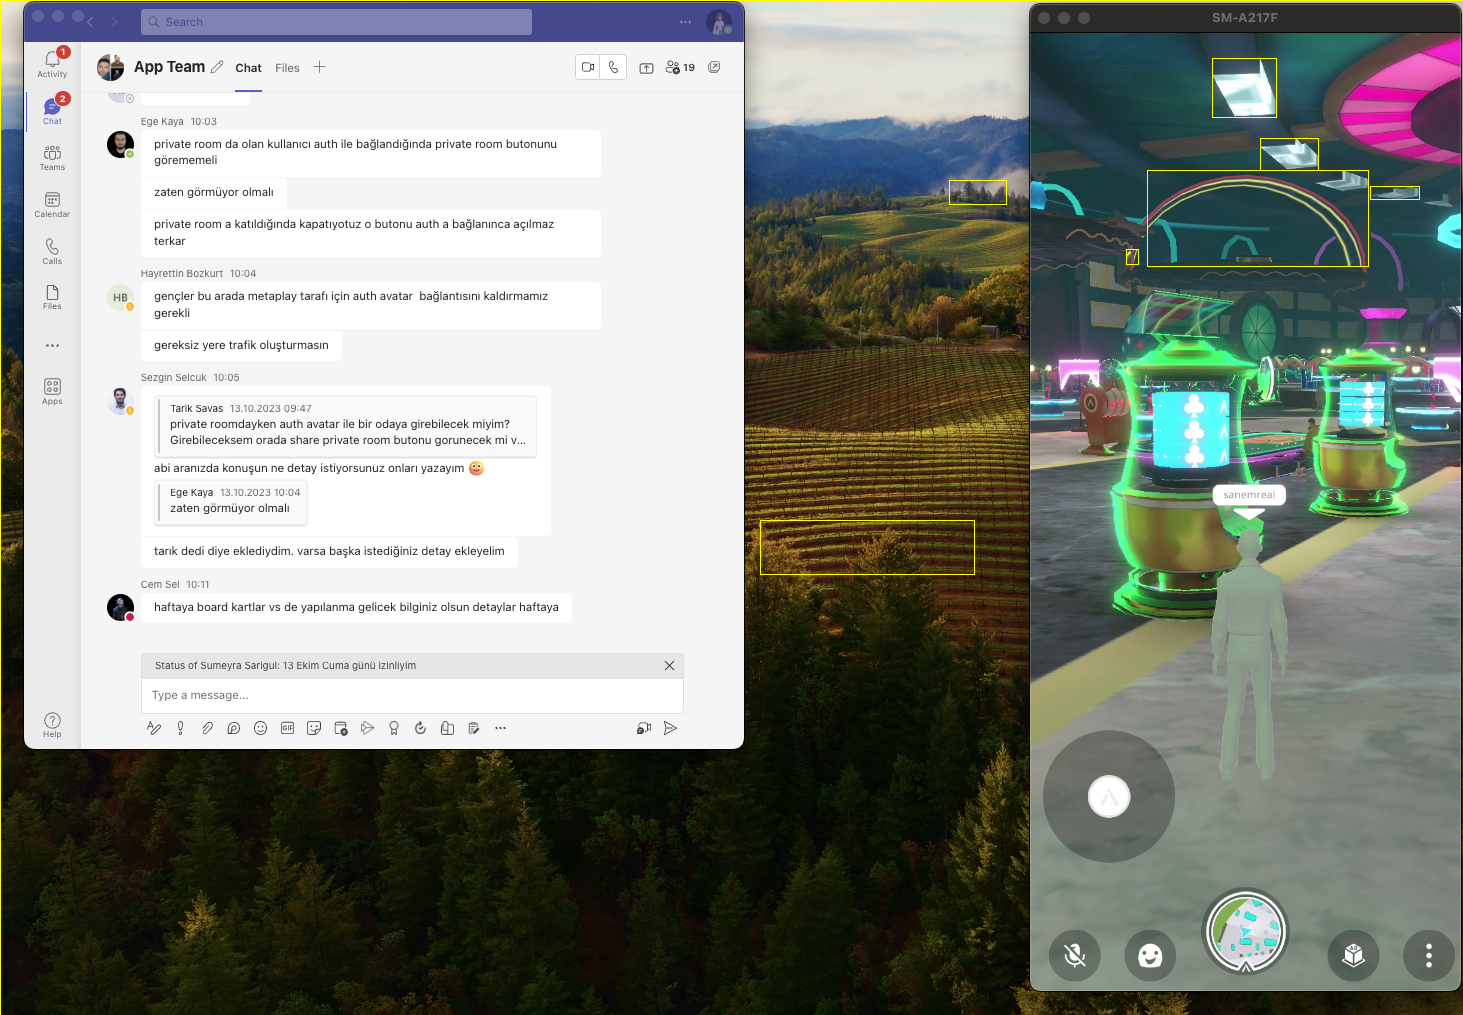 Search
SM-A217F
1
Activity
2
Chat
Teams
Calendar
Calls
Files
Apps
Help
App Team
Chat
Files
19
Ege Kaya 10:03
private room da olan kullanıcı auth ile bağlandığında private room butonunu
görememeli
zaten görmüyor olmalı
private room a katıldığında kapatıyotuz o butonu auth a bağlanınca açılmaz
terkar
Hayrettin Bozkurt 10:04
HB
gençler bu arada metaplay tarafı için auth avatar bağlantısını kaldırmamız
gerekli
gereksiz yere trafik oluşturmasın
Sezgin Selcuk 10:05
Tarik Savas 13.10.2023 09:47
private roomdayken auth avatar ile bir odaya girebilecek miyim?
Girebileceksem orada share private room butonu gorunecek mi v...
abi aranızda konuşun ne detay istiyorsunuz onları yazayım
Ege Kaya 13.10.2023 10:04
zaten görmüyor olmalı
tarık dedi diye eklediydim. varsa başka istediğiniz detay ekleyelim
Cem Sel 10:11
haftaya board kartlar vs de yapılanma gelicek bilginiz olsun detaylar haftaya
Status of Sumeyra Sarigul: 13 Ekim Cuma günü izinliyim
Type a message...
GIF
sanemreal
AR